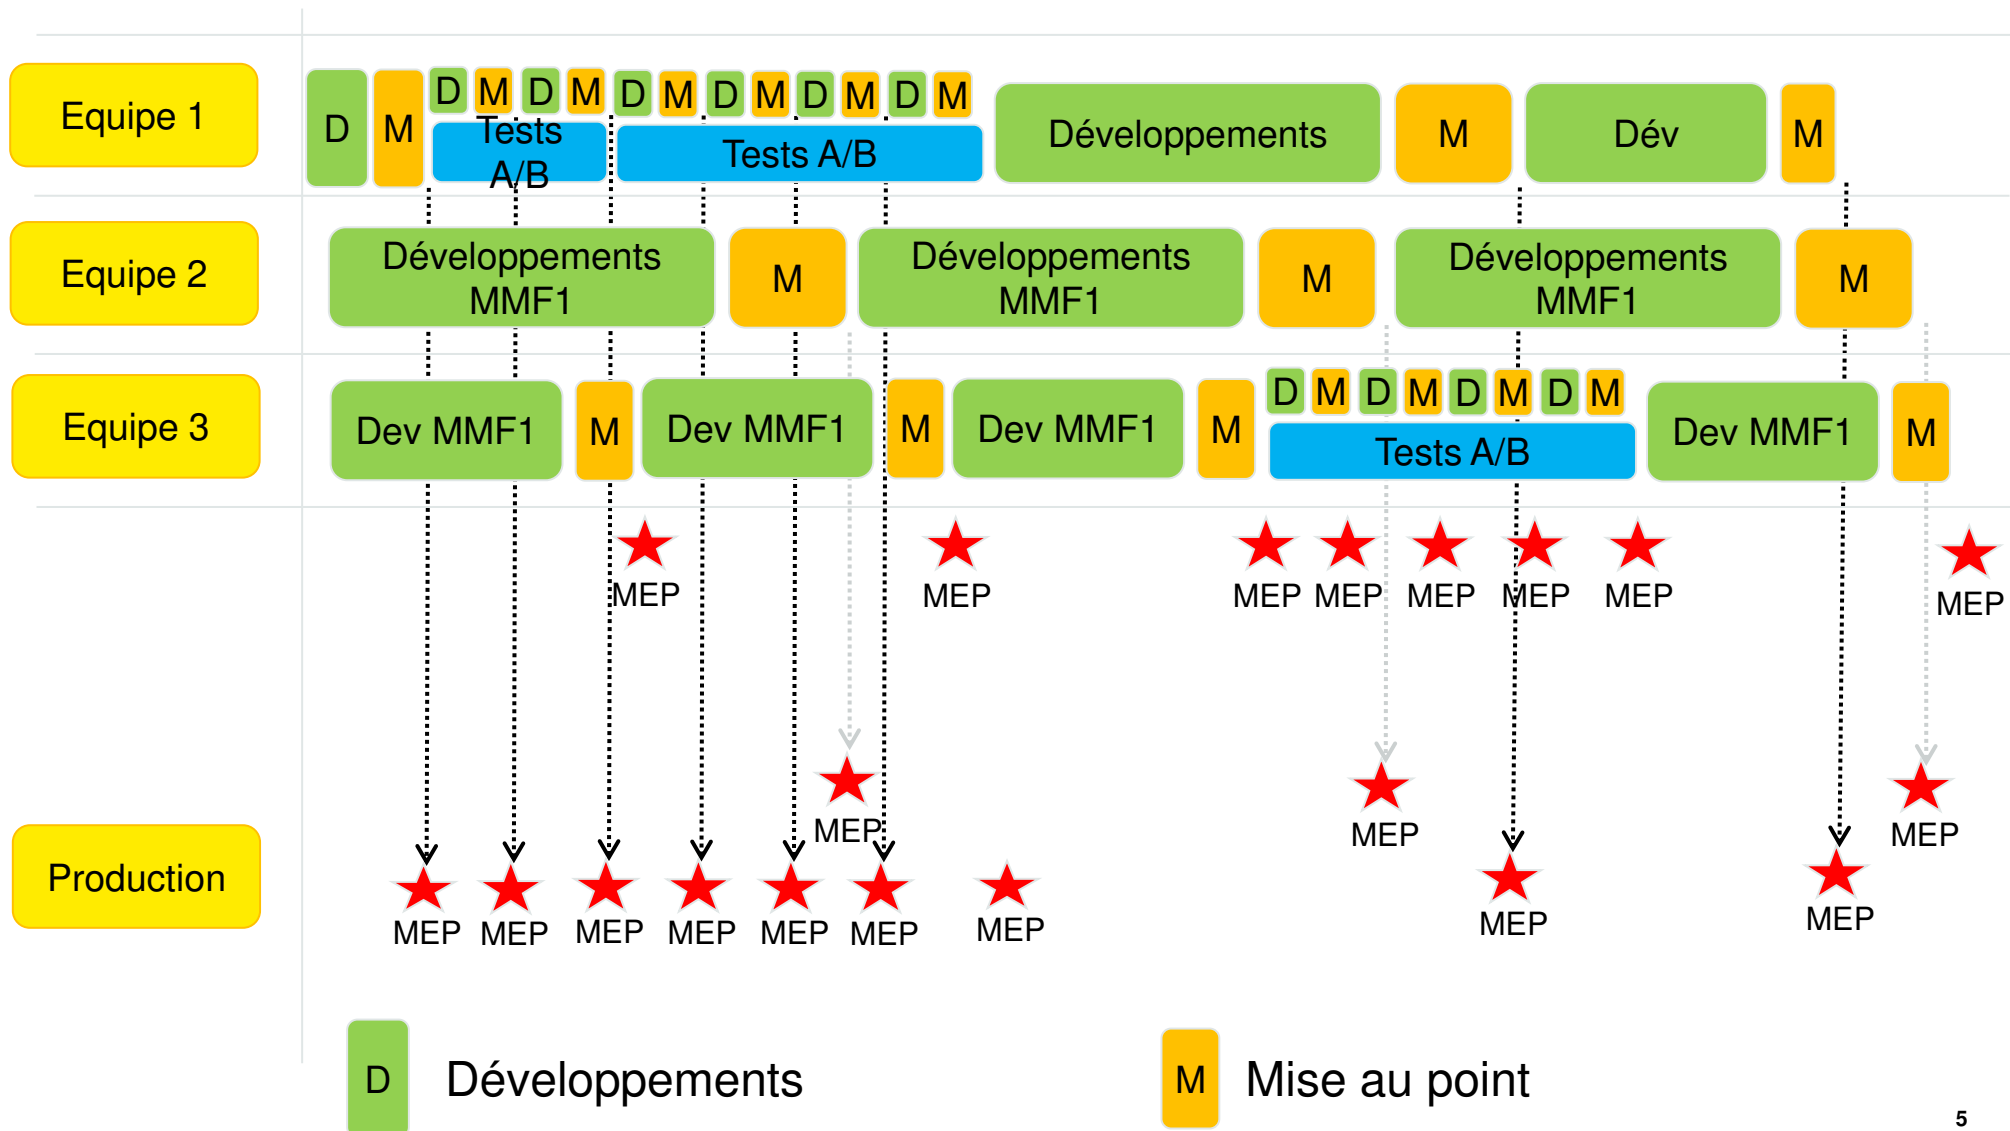 Equipe 1
D
M
D M D M D M D M D M D M
Tests
A/B
Tests A/B
Développements
M
Dév
M
Equipe 2
Développements
MMF1
M
Développements
MMF1
M
Développements
MMF1
M
Equipe 3
Dev MMF1
M
Dev MMF1
M
Dev MMF1
M
D M D M D M D M
Tests A/B
Dev MMF1
M
MEP
MEP
MEP
MEP
MEP
MEP
MEP
MEP
MEP
MEP
MEP
Production
MEP
MEP
MEP
MEP
MEP
MEP
MEP
MEP
MEP
D
Développements
M
Mise au point
5